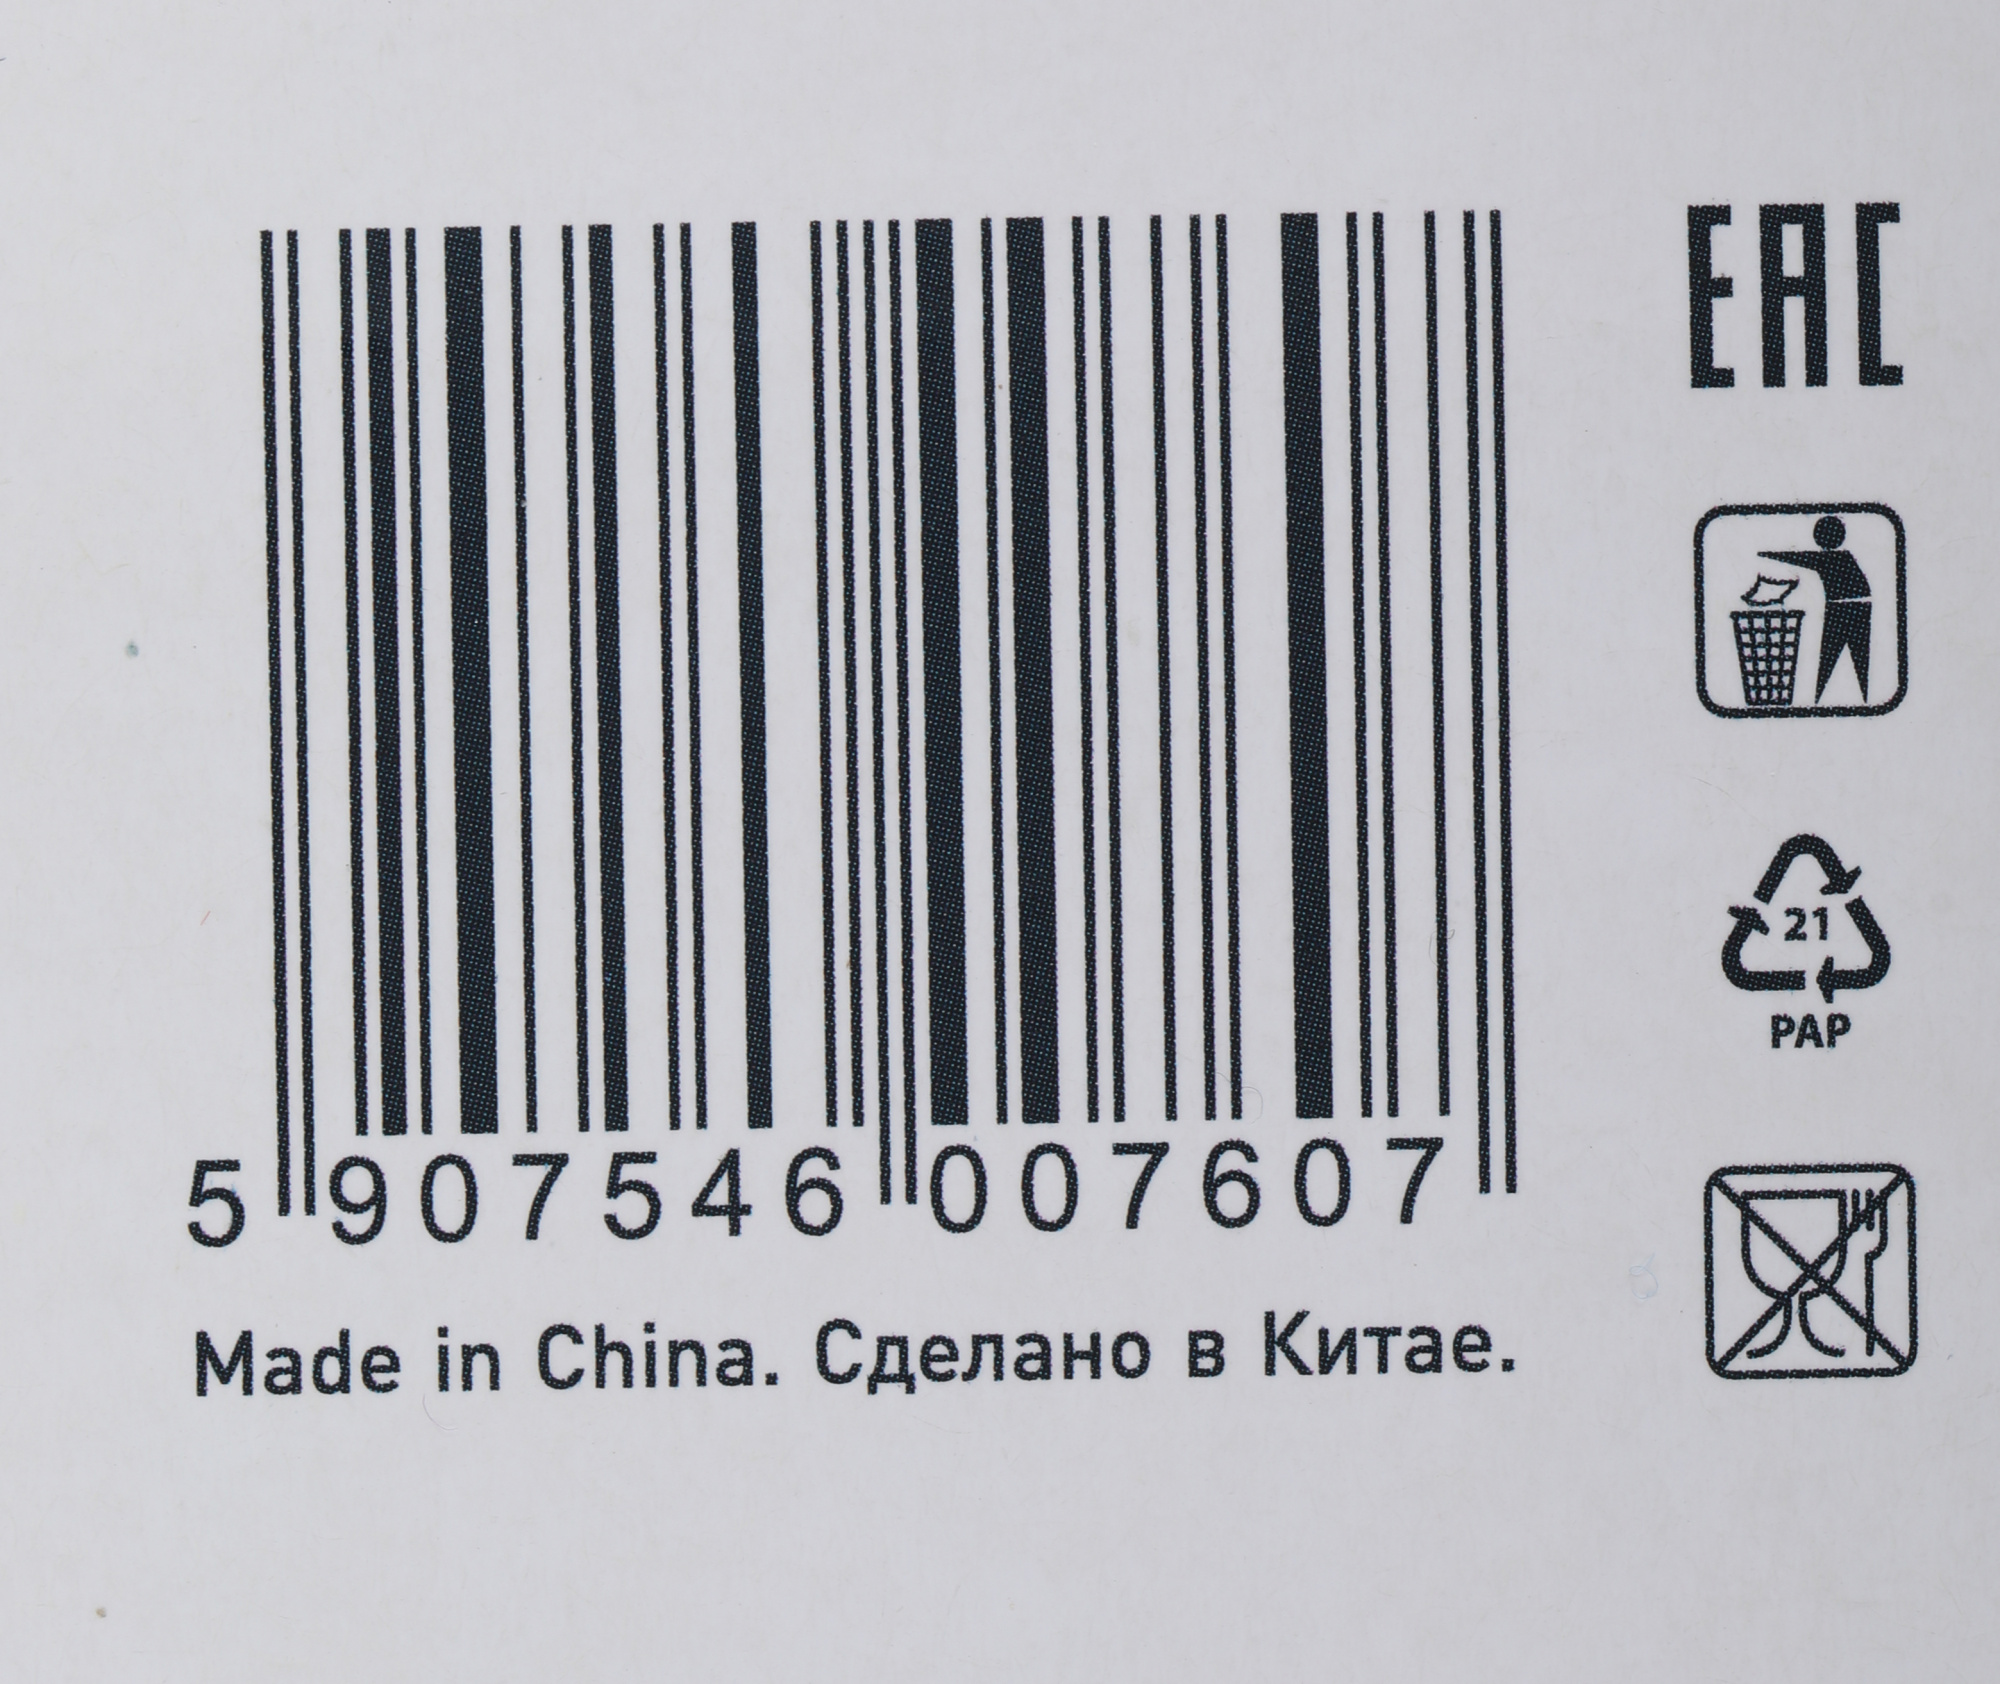 EAC
21
PAP
5 907546 007607
Made in China. Сделано в Китае.